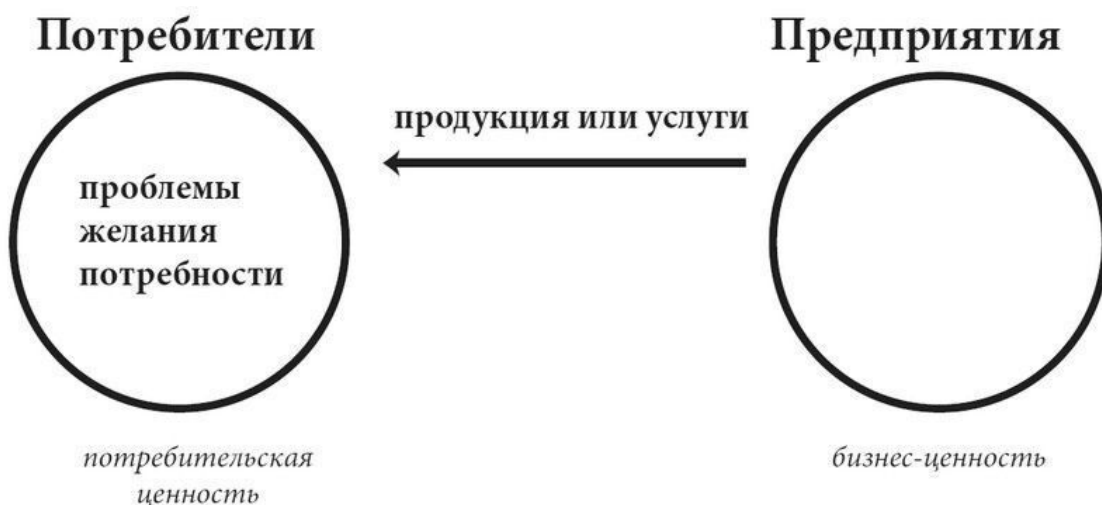 Потребители
Предприятия
продукция или услуги
проблемы
желания
потребности
потребительская
ценность
бизнес-ценность